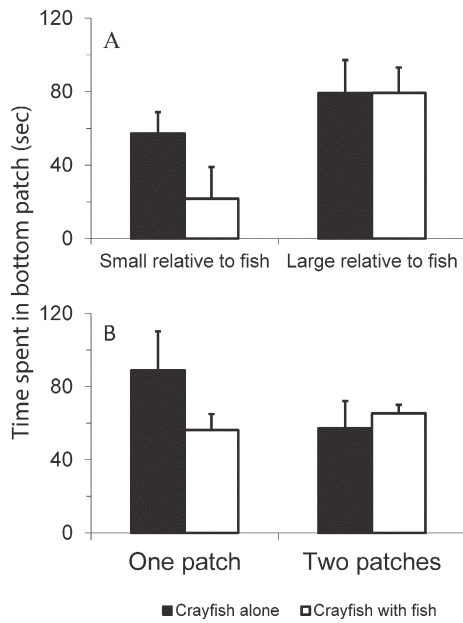 Time spent in bottom patch (sec)
120
A
80
40
0
Small relative to fish Large relative to fish
120
B
80
40
0
One patch Two patches
Crayfish alone Crayfish with fish